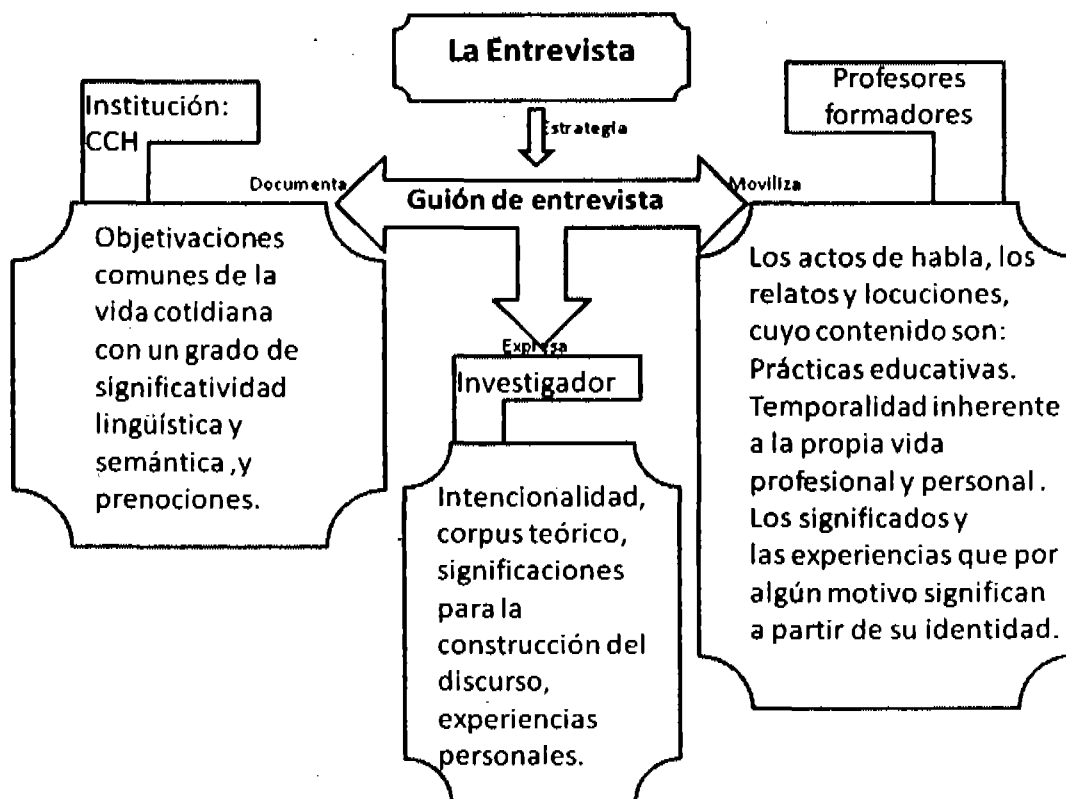 La Entrevista
Estrategia
Institución:
CCH
Profesores
formadores
Documenta
Guión de entrevista
Moviliza
Objetivaciones
comunes de la
vida cotidiana
con un grado de
significatividad
lingüística y
semántica ,y
prenociones.
Expresa
Investigador
Intencionalidad,
corpus teórico,
significaciones
para la
construcción del
discurso,
experiencias
personales.
Los actos de habla, los
relatos y locuciones,
cuyo contenido son:
Prácticas educativas.
Temporalidad inherente
a la propia vida
profesional y personal .
Los significados y
las experiencias que por
algún motivo significan
a partir de su identidad.